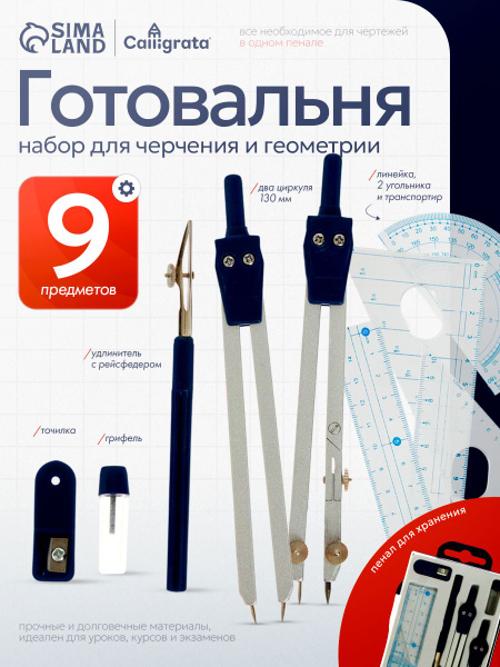 SIMA LAND
Calligrata
все необходимое для чертежей
в одном пенале
Готовальня
набор для черчения и геометрии
9
предметов
два циркуля
130 мм
линейка,
2 угольника
и транспортир
удлинитель
с рейсфедером
точилка
грифель
пенал для хранения
прочные и долговечные материалы,
идеален для уроков, курсов и экзаменов